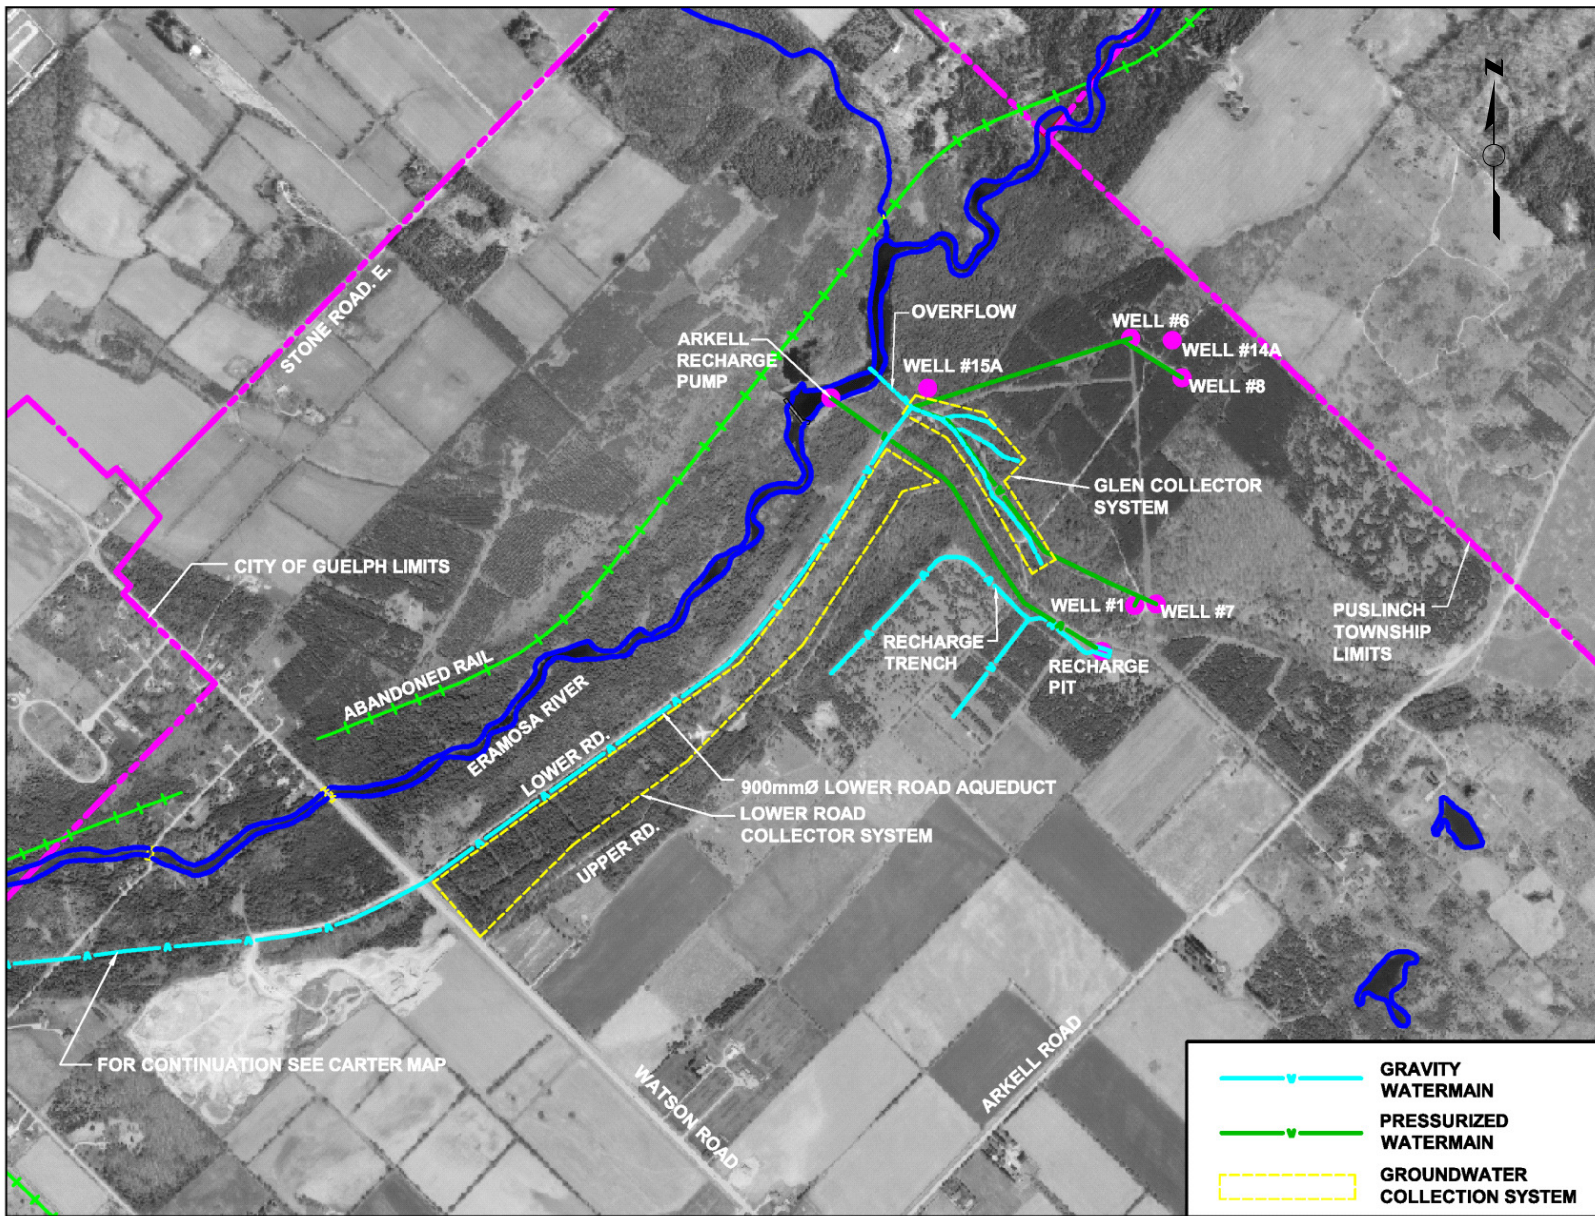 N
STONE ROAD. E.
OVERFLOW
ARKELL
RECHARGE
PUMP
WELL #6
WELL #14A
WELL #15A
WELL #8
GLEN COLLECTOR
SYSTEM
CITY OF GUELPH LIMITS
WELL #1
WELL #7
PUSLINCH
TOWNSHIP
LIMITS
RECHARGE
TRENCH
RECHARGE
PIT
ABANDONED RAIL
ERAMOSA RIVER
LOWER RD.
900mmØ LOWER ROAD AQUEDUCT
LOWER ROAD
COLLECTOR SYSTEM
UPPER RD.
FOR CONTINUATION SEE CARTER MAP
WATSON ROAD
ARKELL ROAD
GRAVITY
WATERMAIN
PRESSURIZED
WATERMAIN
GROUNDWATER
COLLECTION SYSTEM